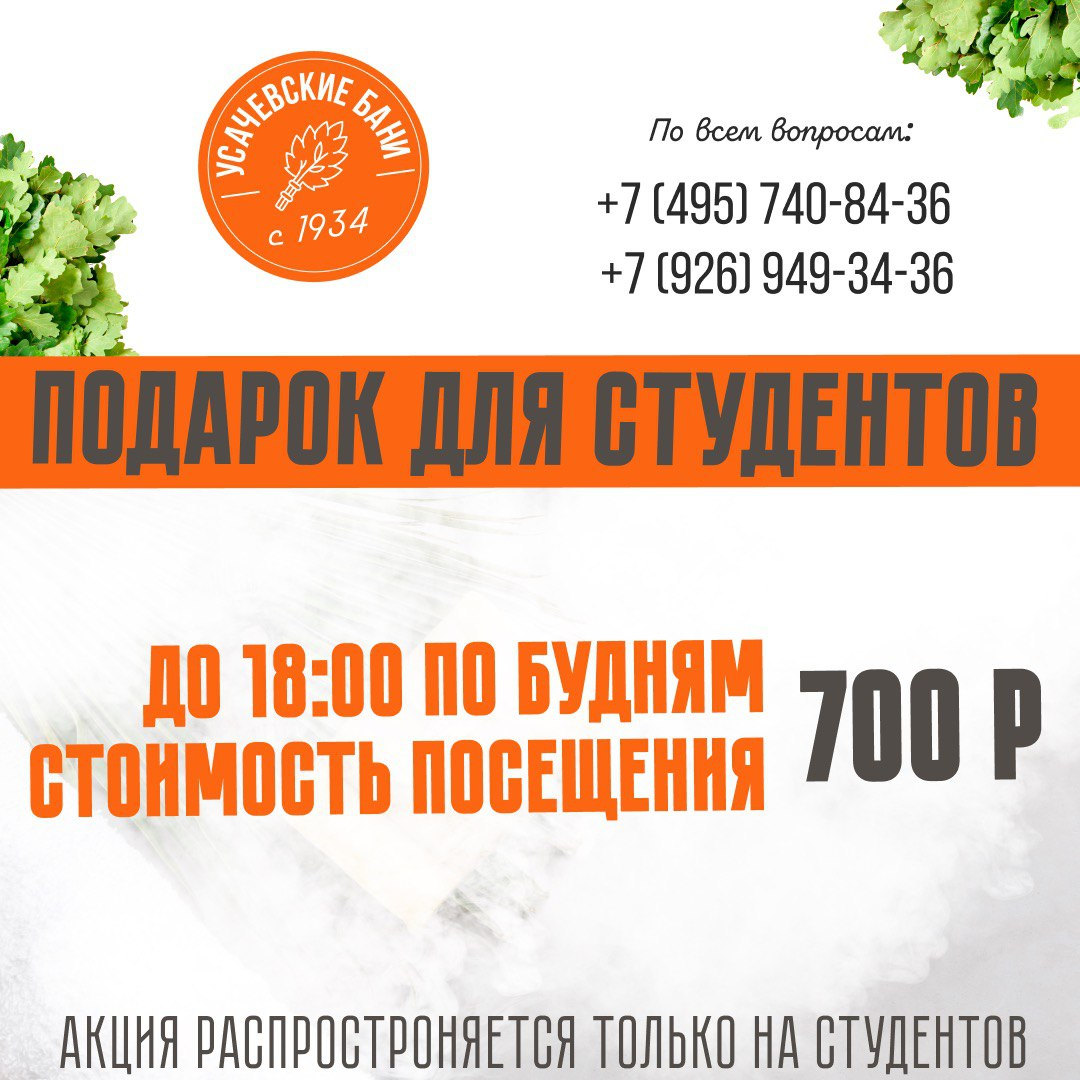 УСАЧЕВСКИЕ БАНИ
с 1934
По всем вопросам:
+7 (495) 740-84-36
+7 (926) 949-34-36
ПОДАРОК ДЛЯ СТУДЕНТОВ
ДО 18:00 ПО БУДНЯМ
СТОИМОСТЬ ПОСЕЩЕНИЯ
700 Р
АКЦИЯ РАСПРОСТРОНЯЕТСЯ ТОЛЬКО НА СТУДЕНТОВ